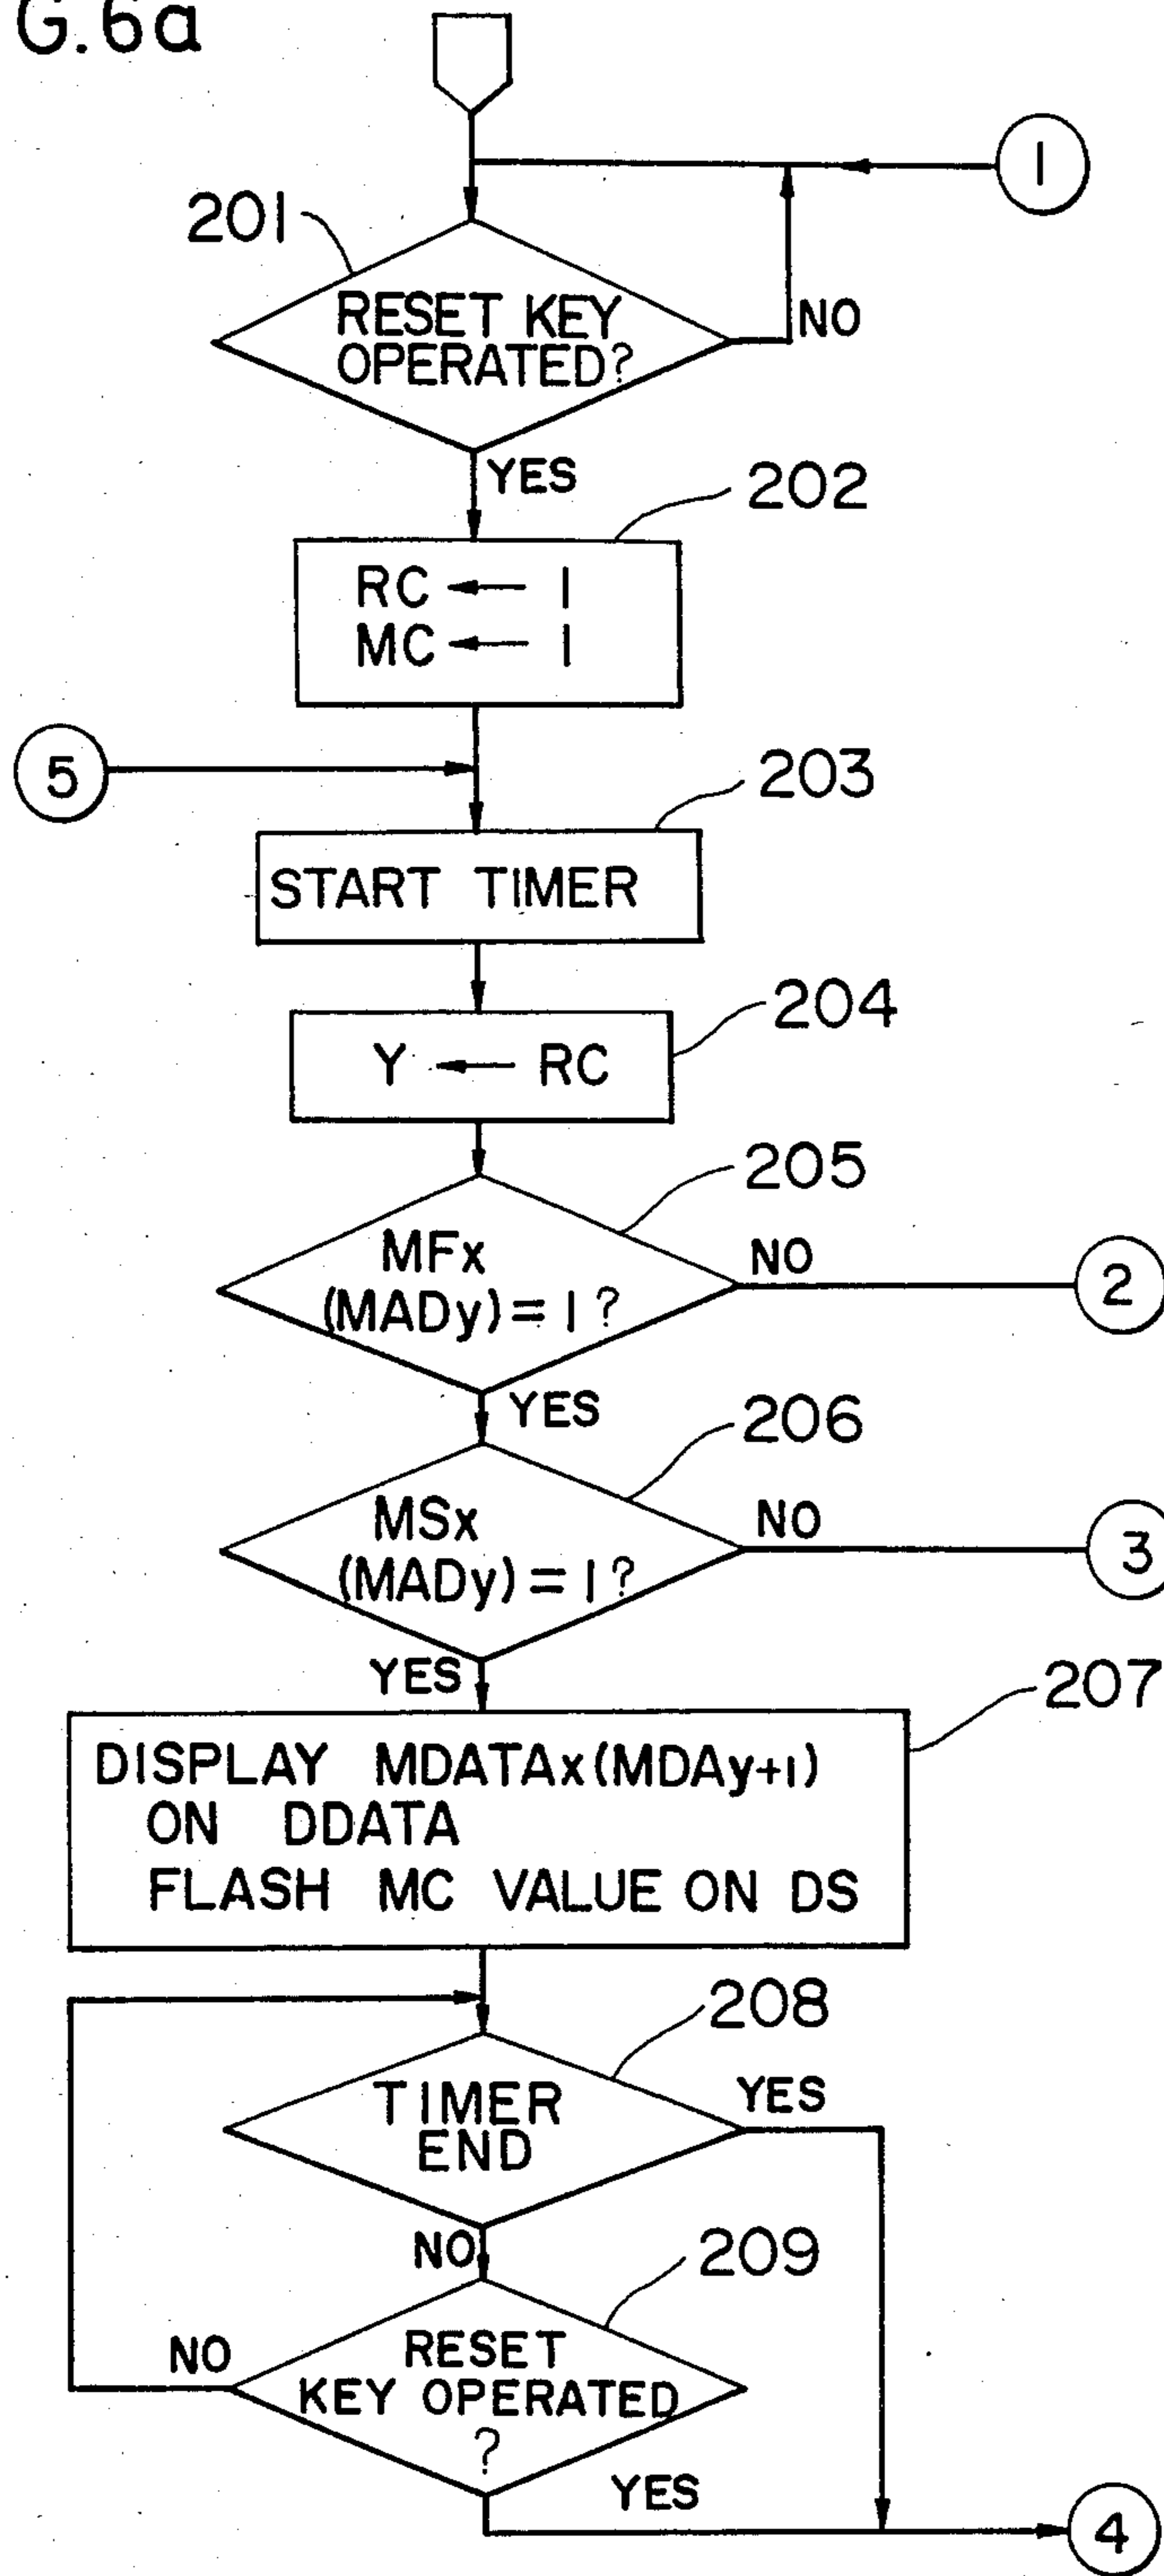 G.6a
1
201
RESET KEY
OPERATED?
NO
YES
202
RC ← 1
MC ← 1
5
203
START TIMER
204
Y ← RC
205
MFx
(MADy) = 1 ?
NO
2
YES
206
MSx
(MADy) = 1 ?
NO
3
YES
207
DISPLAY MDATAx(MDAy+1)
ON DDATA
FLASH MC VALUE ON DS
208
TIMER
END
YES
NO
209
RESET
KEY OPERATED
?
NO
YES
4